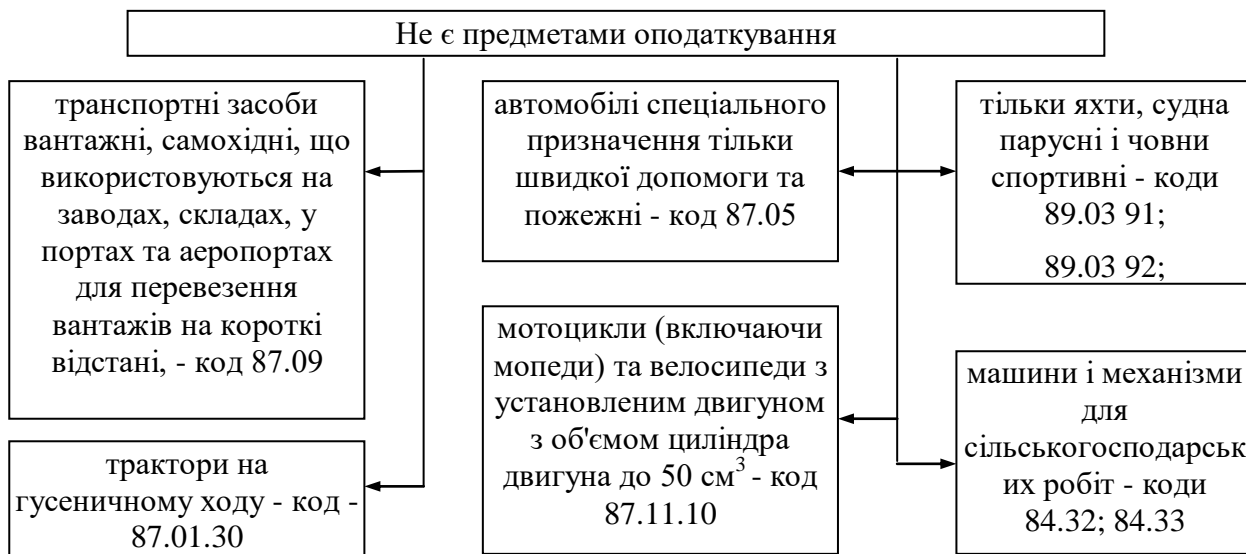 Не є предметами оподаткування
транспортні засоби
вантажні, самохідні, що
використовуються на
заводах, складах, у
портах та аеропортах
для перевезення
вантажів на короткі
відстані, - код 87.09
трактори на
гусеничному ходу - код -
87.01.30
автомобілі спеціального
призначення тільки
швидкої допомоги та
пожежні - код 87.05
мотоцикли (включаючи
мопеди) та велосипеди з
установленим двигуном
з об'ємом циліндра
двигуна до 50 см³ - код
87.11.10
тільки яхти, судна
парусні і човни
спортивні - коди
89.03 91;
89.03 92;
машини і механізми
для
сільськогосподарськ
их робіт - коди
84.32; 84.33